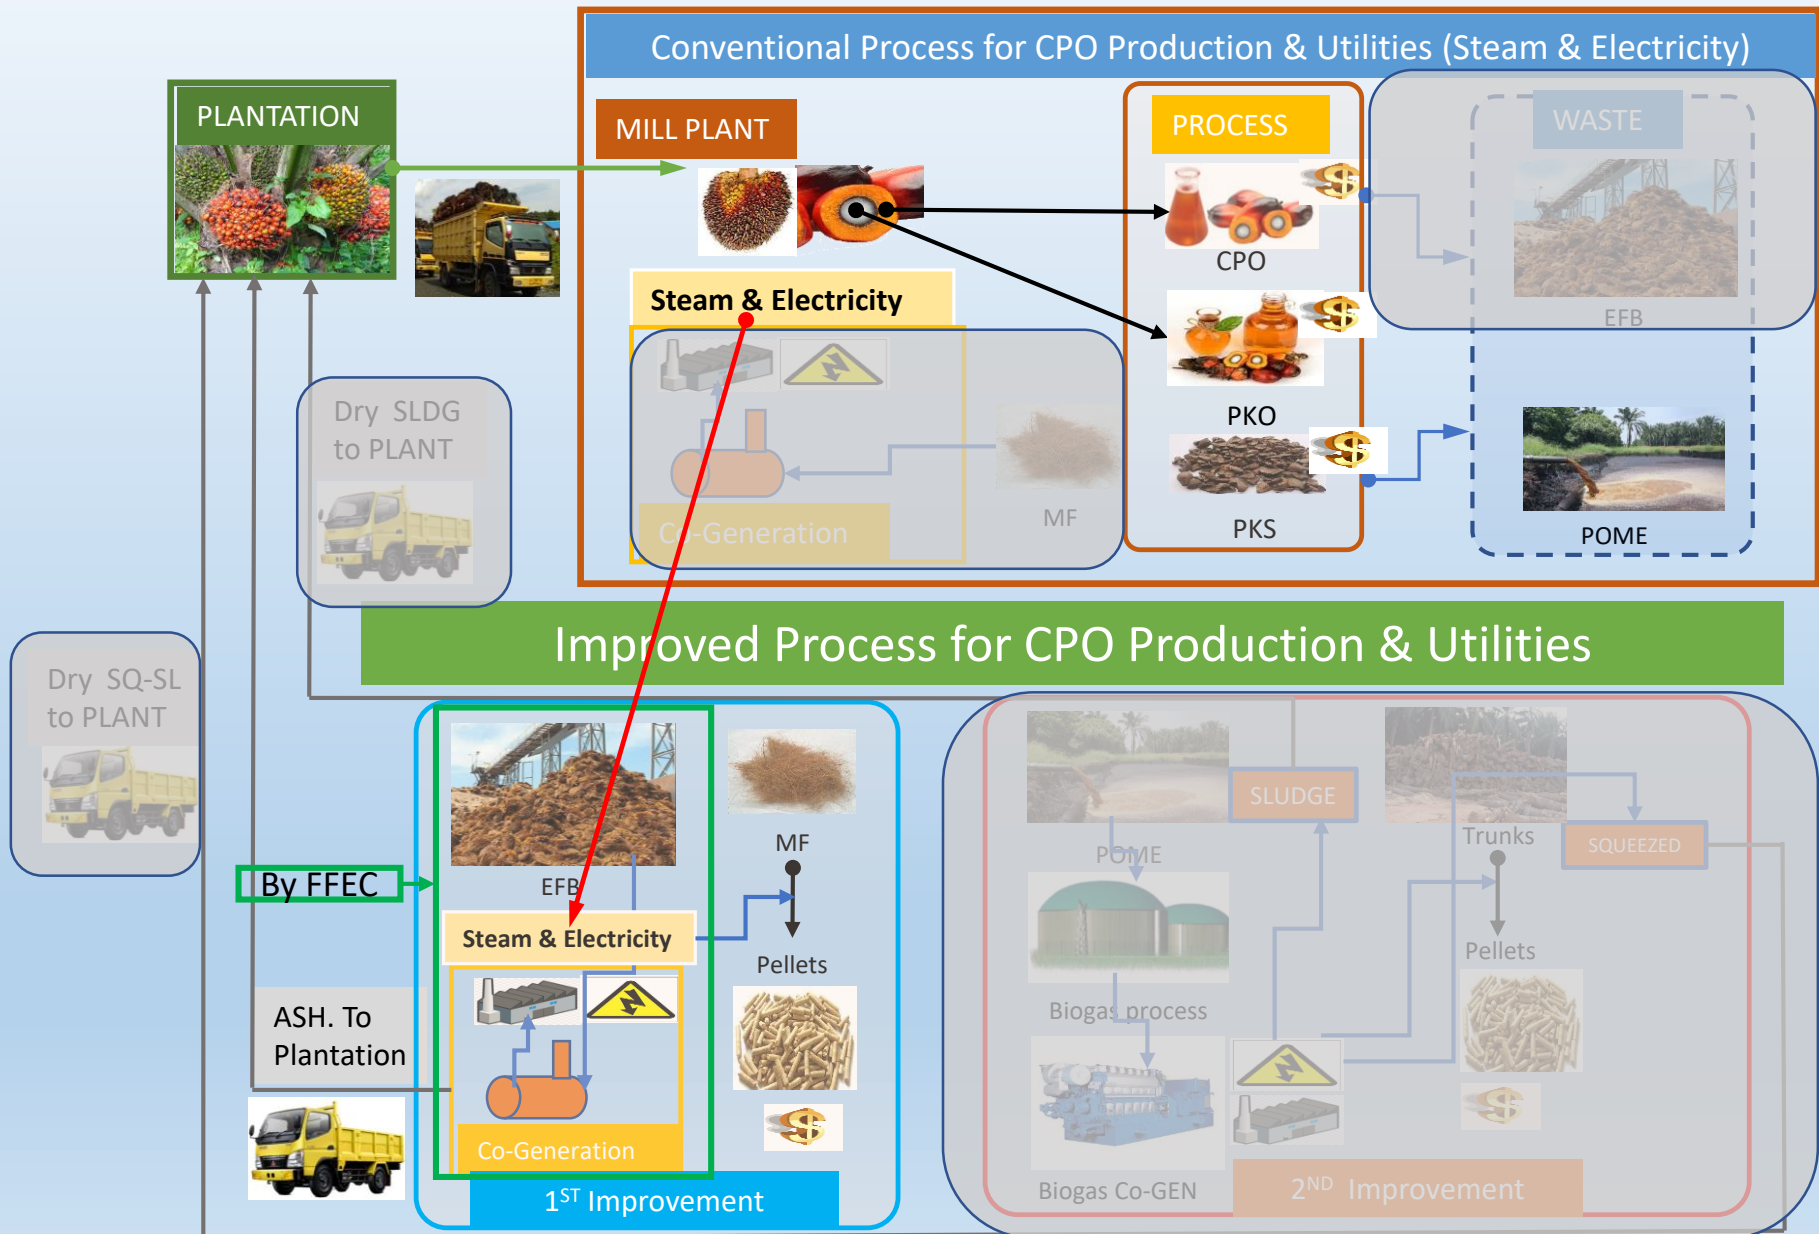 Conventional Process for CPO Production & Utilities (Steam & Electricity)
PLANTATION
MILL PLANT
PROCESS
WASTE
CPO
EFB
Steam & Electricity
PKO
MF
Co-Generation
PKS
POME
Dry SLDG
to PLANT
Improved Process for CPO Production & Utilities
Dry SQ-SL
to PLANT
By FFEC
EFB
MF
Steam & Electricity
Pellets
ASH. To
Plantation
Co-Generation
1ST Improvement
POME
SLUDGE
Trunks
SQUEEZED
Pellets
Biogas process
Biogas Co-GEN
2ND Improvement